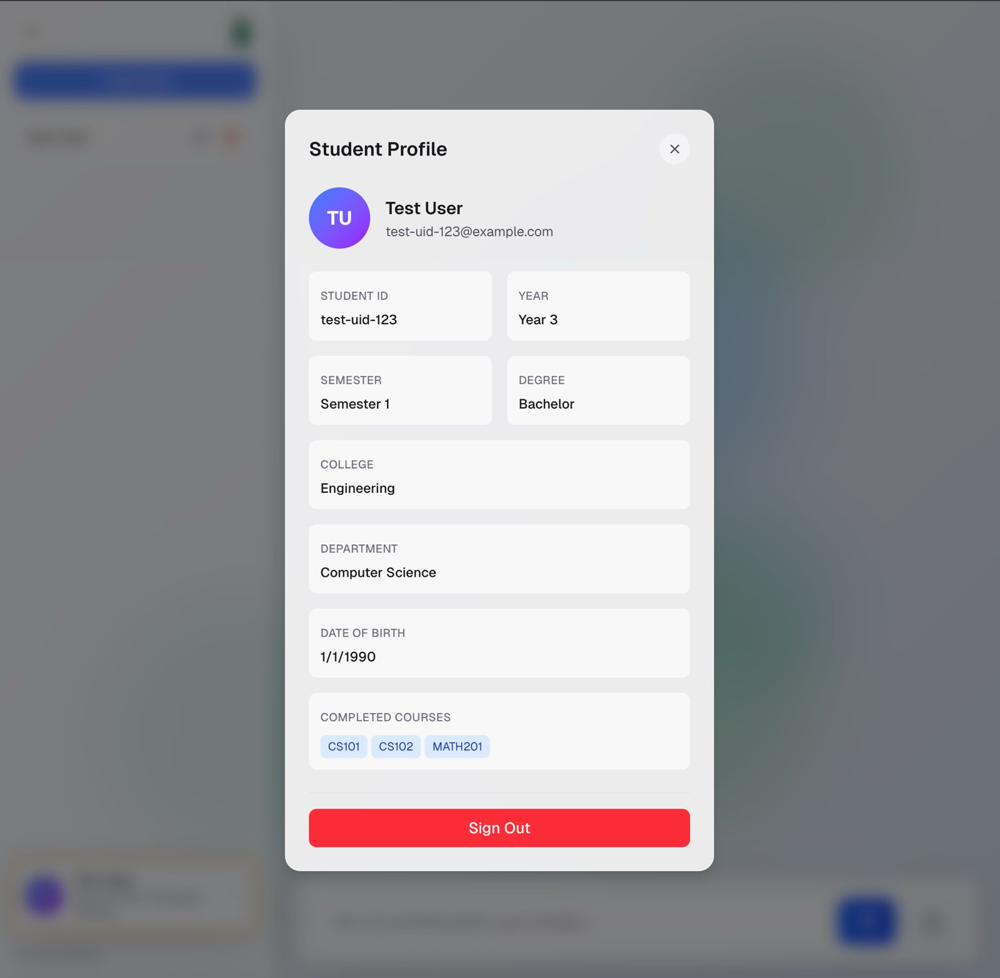 Student Profile
TU
Test User
test-uid-123@example.com
STUDENT ID
test-uid-123
YEAR
Year 3
SEMESTER
Semester 1
DEGREE
Bachelor
COLLEGE
Engineering
DEPARTMENT
Computer Science
DATE OF BIRTH
1/1/1990
COMPLETED COURSES
CS101 CS102 MATH201
Sign Out